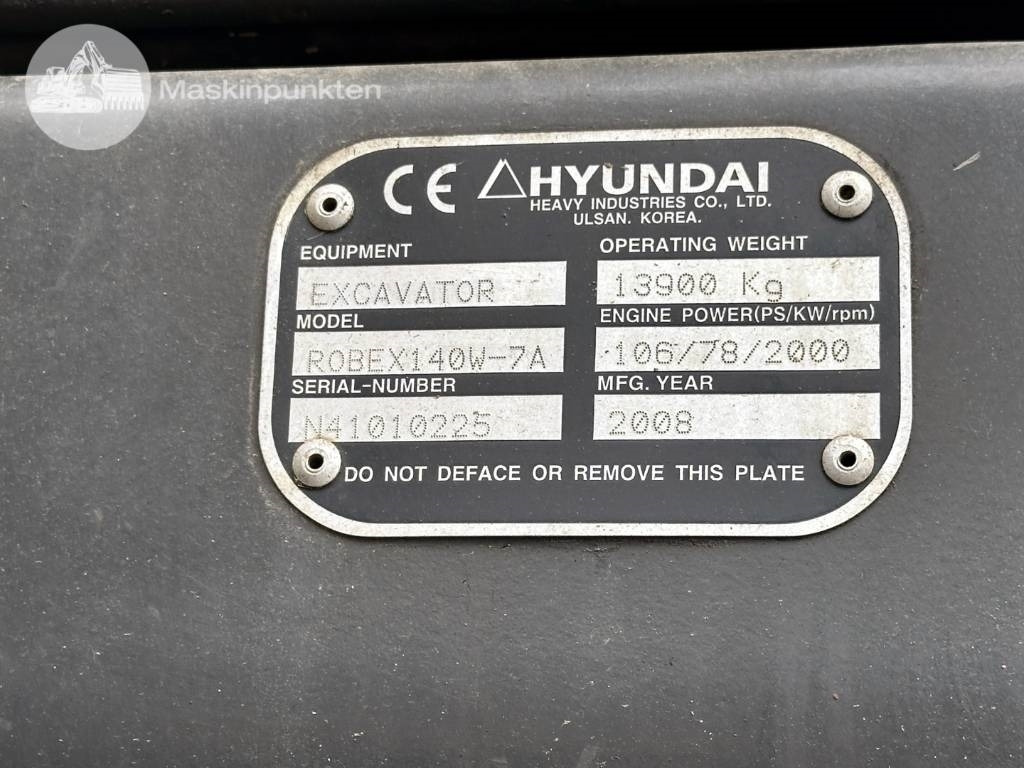 Maskinpunkten
CE HYUNDAI
HEAVY INDUSTRIES CO., LTD.
ULSAN. KOREA.
EQUIPMENT
EXCAVATOR
MODEL
ROBEX140W-7A
SERIAL-NUMBER
N41010225
OPERATING WEIGHT
13900 Kg
ENGINE POWER(PS/KW/rpm)
106/78/2000
MFG. YEAR
2008
DO NOT DEFACE OR REMOVE THIS PLATE